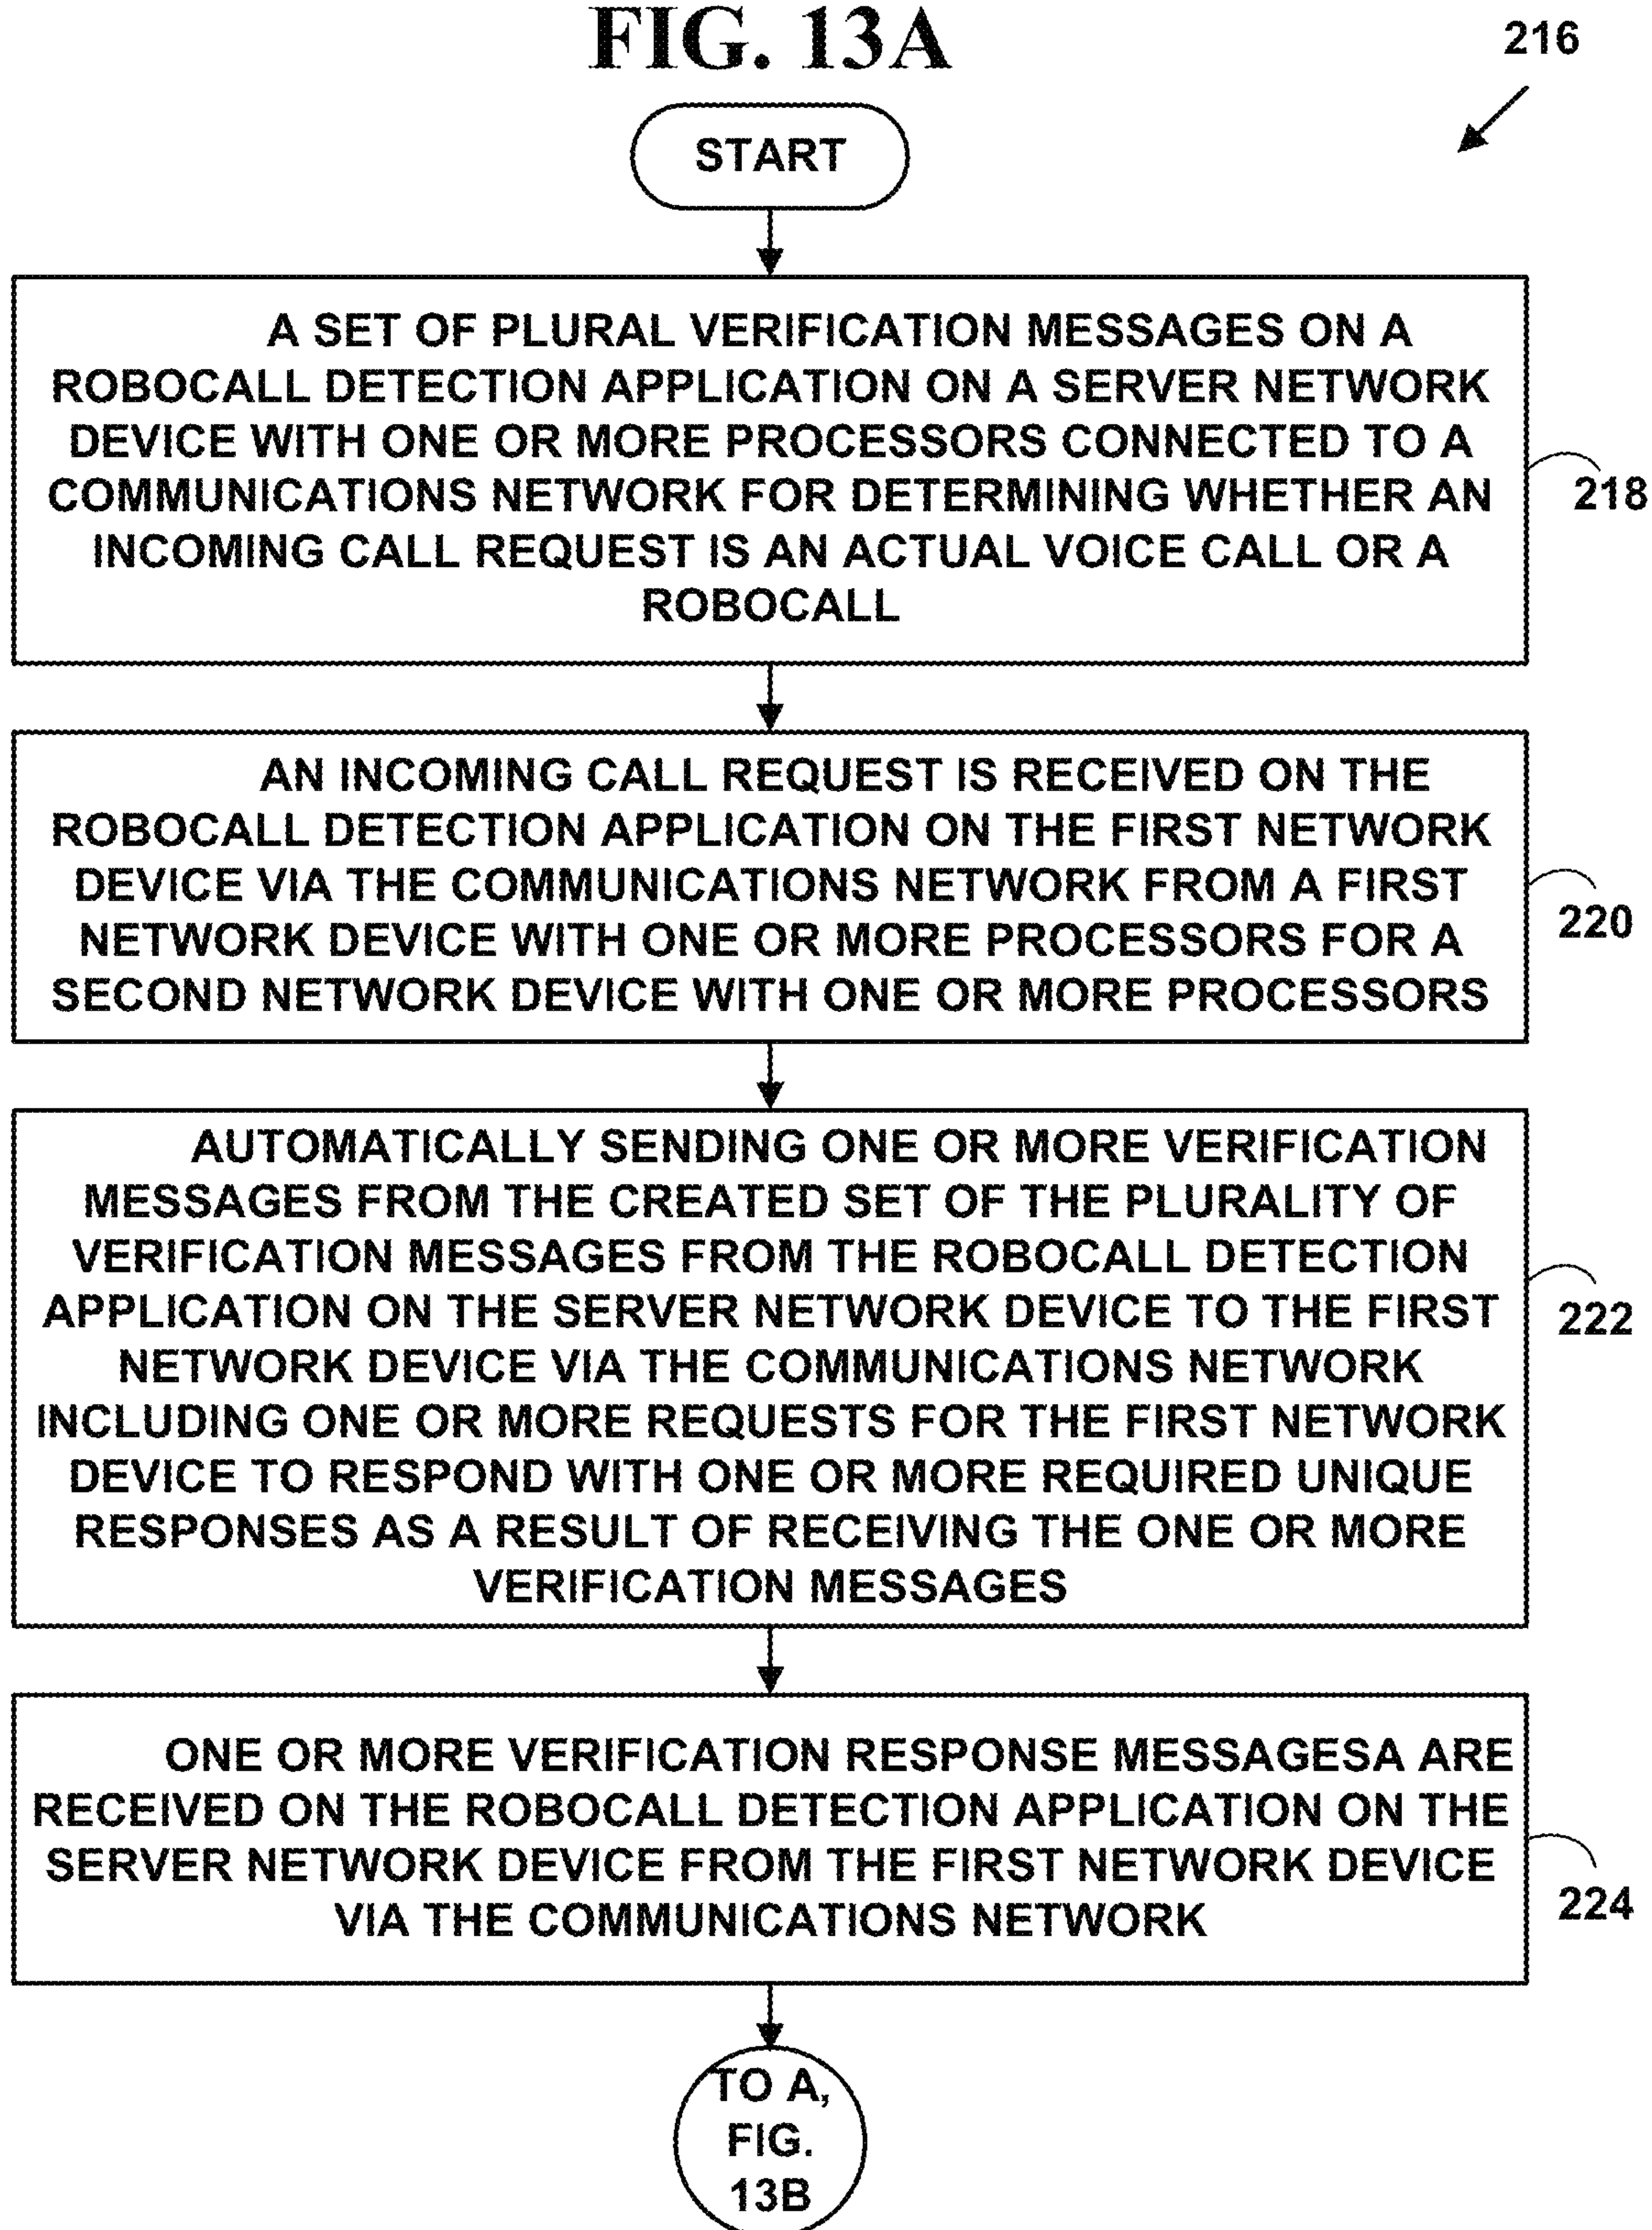 FIG. 13A
216
START
A SET OF PLURAL VERIFICATION MESSAGES ON A
ROBOCALL DETECTION APPLICATION ON A SERVER NETWORK
DEVICE WITH ONE OR MORE PROCESSORS CONNECTED TO A
COMMUNICATIONS NETWORK FOR DETERMINING WHETHER AN
INCOMING CALL REQUEST IS AN ACTUAL VOICE CALL OR A
ROBOCALL
218
AN INCOMING CALL REQUEST IS RECEIVED ON THE
ROBOCALL DETECTION APPLICATION ON THE FIRST NETWORK
DEVICE VIA THE COMMUNICATIONS NETWORK FROM A FIRST
NETWORK DEVICE WITH ONE OR MORE PROCESSORS FOR A
SECOND NETWORK DEVICE WITH ONE OR MORE PROCESSORS
220
AUTOMATICALLY SENDING ONE OR MORE VERIFICATION
MESSAGES FROM THE CREATED SET OF THE PLURALITY OF
VERIFICATION MESSAGES FROM THE ROBOCALL DETECTION
APPLICATION ON THE SERVER NETWORK DEVICE TO THE FIRST
NETWORK DEVICE VIA THE COMMUNICATIONS NETWORK
INCLUDING ONE OR MORE REQUESTS FOR THE FIRST NETWORK
DEVICE TO RESPOND WITH ONE OR MORE REQUIRED UNIQUE
RESPONSES AS A RESULT OF RECEIVING THE ONE OR MORE
VERIFICATION MESSAGES
222
ONE OR MORE VERIFICATION RESPONSE MESSAGESA ARE
RECEIVED ON THE ROBOCALL DETECTION APPLICATION ON THE
SERVER NETWORK DEVICE FROM THE FIRST NETWORK DEVICE
VIA THE COMMUNICATIONS NETWORK
224
TO A,
FIG.
13B